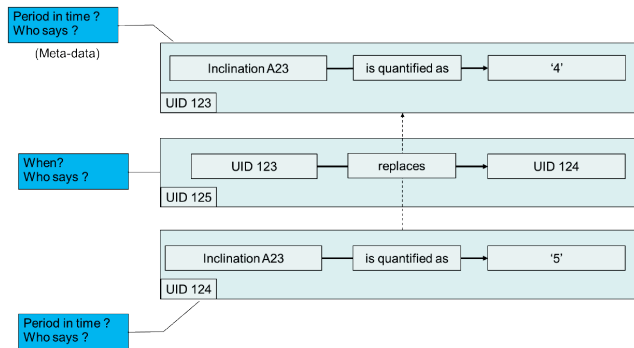 Period in time ?
Who says ?
(Meta-data)
Inclination A23
is quantified as
‘4’
UID 123
When?
Who says ?
UID 123
replaces
UID 124
UID 125
Inclination A23
is quantified as
‘5’
UID 124
Period in time ?
Who says ?